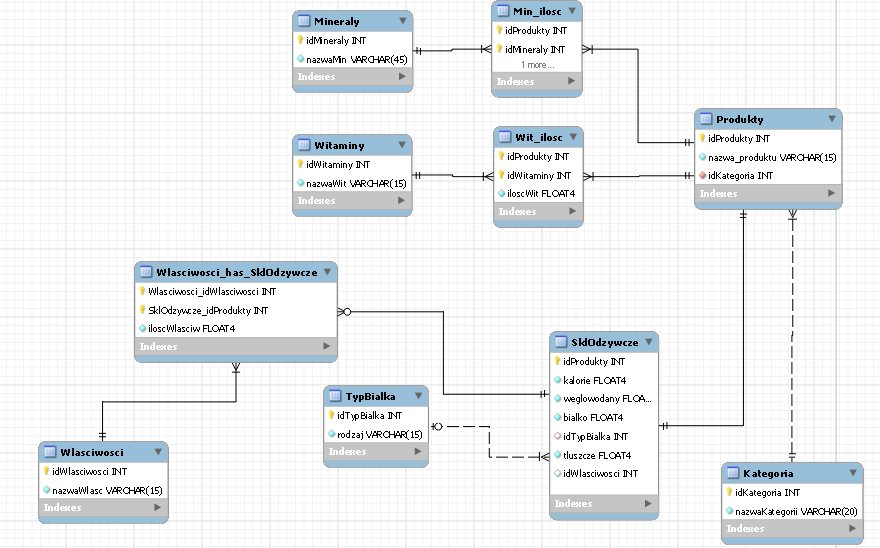 Mineraly
idMineraly INT
nazwaMin VARCHAR(45)
Indexes
Min_ilosc
idProdukty INT
idMineraly INT
1 more...
Indexes
Witaminy
idWitaminy INT
nazwaWit VARCHAR(15)
Indexes
Wit_ilosc
idProdukty INT
idWitaminy INT
iloscWit FLOAT4
Indexes
Produkty
idProdukty INT
nazwa_produktu VARCHAR(15)
idKategoria INT
Indexes
Wlasciwosci_has_SklOdzywcze
Wlasciwosci_idWlasciwosci INT
SklOdzywcze_idProdukty INT
iloscWlasciw FLOAT4
Indexes
TypBialka
idTypBialka INT
rodzaj VARCHAR(15)
Indexes
SklOdzywcze
idProdukty INT
kalorie FLOAT4
weglowodany FLOA...
bialko FLOAT4
idTypBialka INT
tluszcze FLOAT4
idWlasciwosci INT
Indexes
Wlasciwosci
idWlasciwosci INT
nazwaWlasc VARCHAR(15)
Indexes
Kategoria
idKategoria INT
nazwaKategorii VARCHAR(20)
Indexes